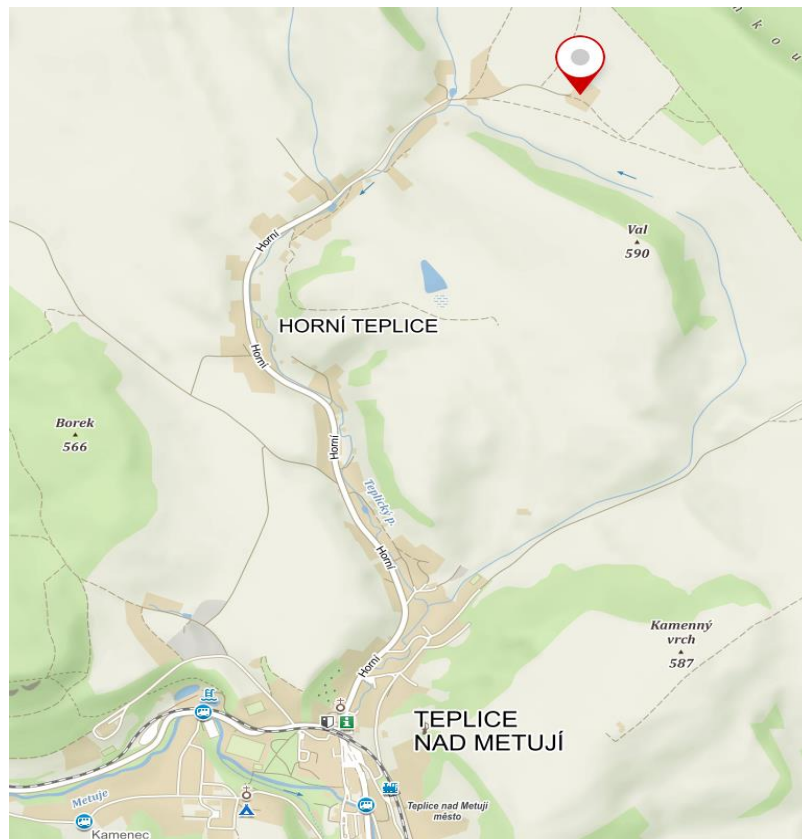 k o u
Val
590
Horní
HORNÍ TEPLICE
Horní
Borek
566
Horní
Teplický p.
Horní
Kamenný
vrch
587
Horní
TEPLICE
NAD METUJÍ
Metuje
Teplice nad Metují
město
Kamenec